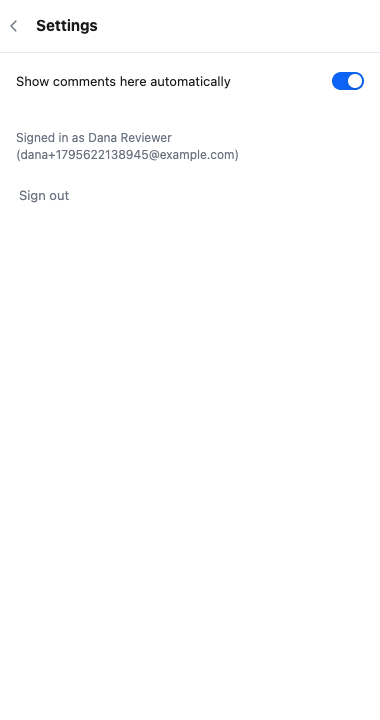 Settings
Show comments here automatically
Signed in as Dana Reviewer
(dana+1795622138945@example.com)
Sign out